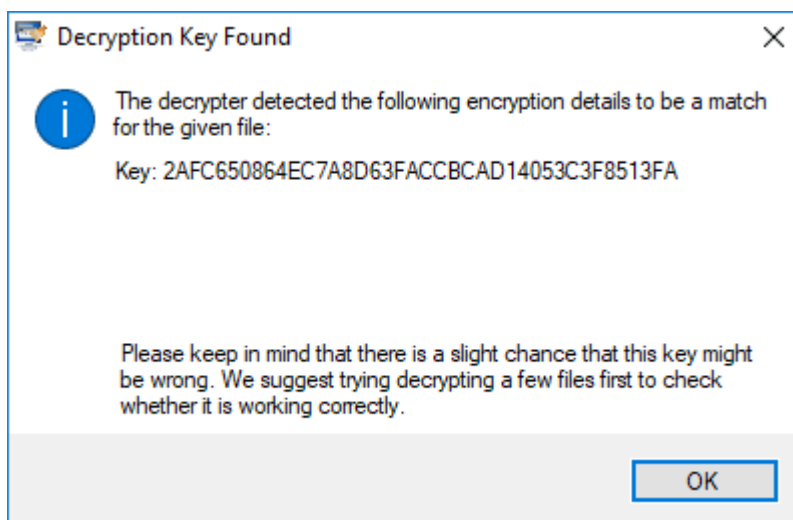 Decryption Key Found
The decrypter detected the following encryption details to be a match
for the given file:
Key: 2AFC650864EC7A8D63FACCBCAD14053C3F8513FA
Please keep in mind that there is a slight chance that this key might
be wrong. We suggest trying decrypting a few files first to check
whether it is working correctly.
OK